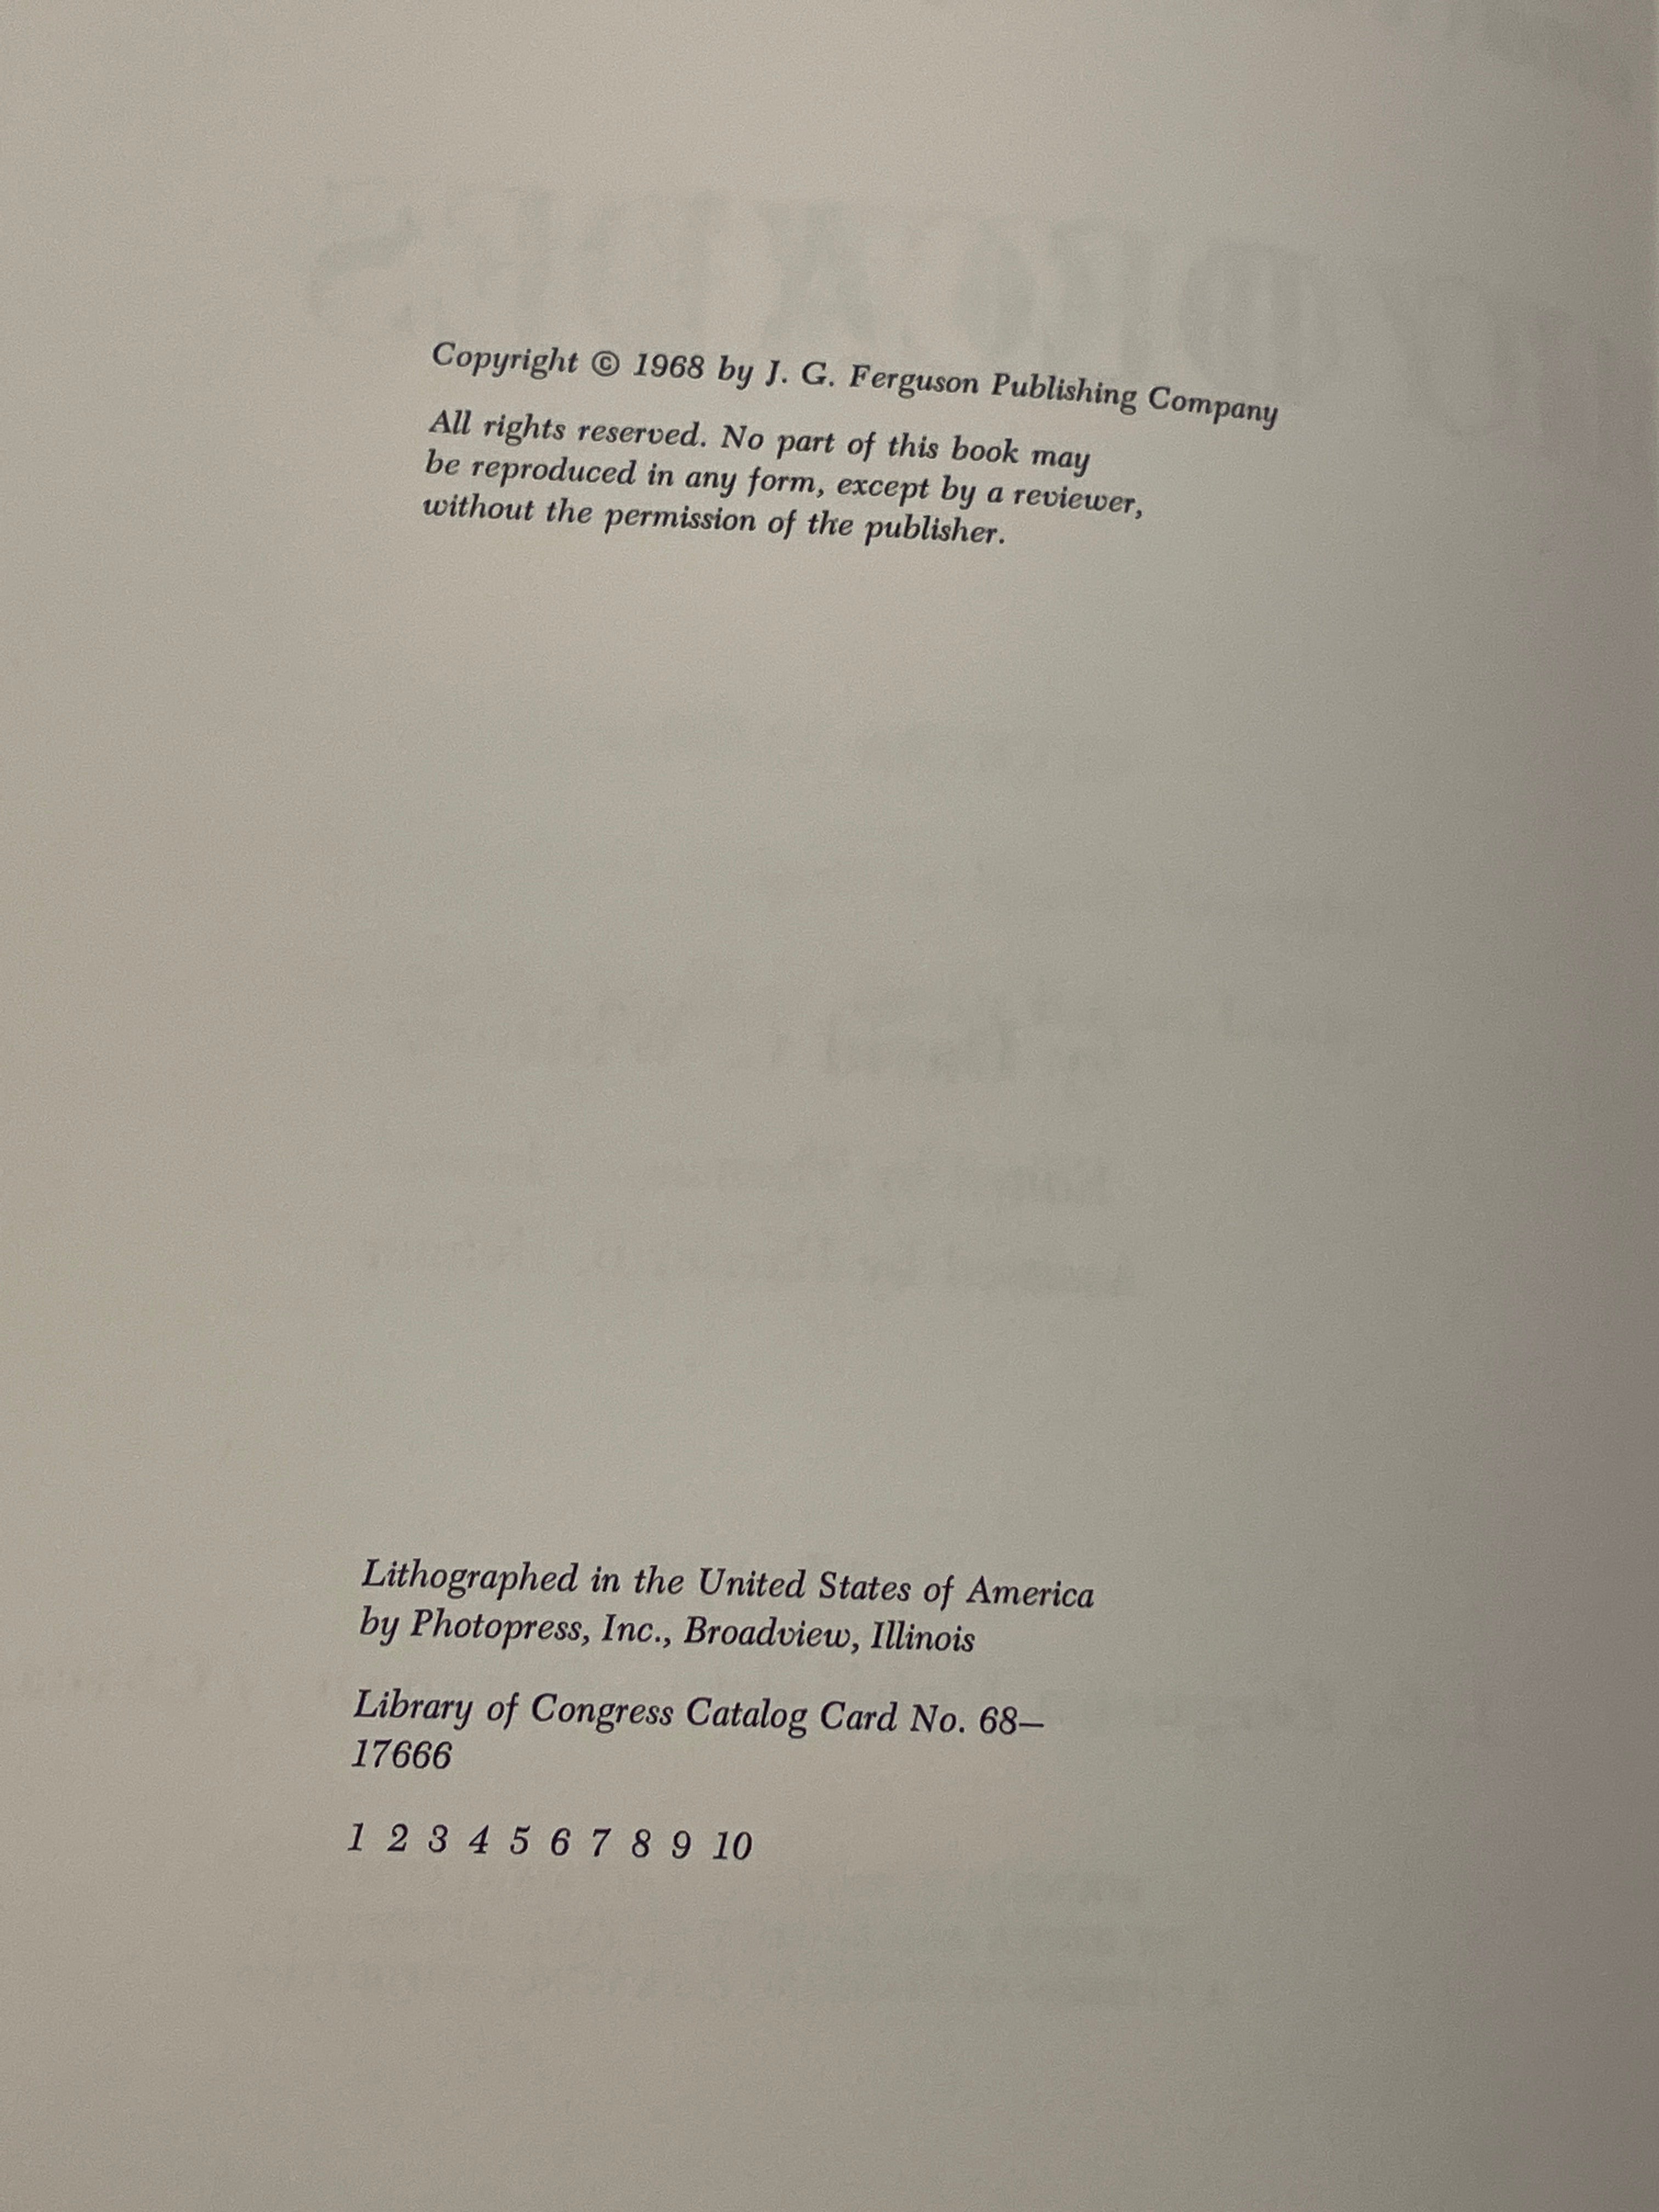 Copyright © 1968 by J. G. Ferguson Publishing Company
All rights reserved. No part of this book may
be reproduced in any form, except by a reviewer,
without the permission of the publisher.
Lithographed in the United States of America
by Photopress, Inc., Broadview, Illinois
Library of Congress Catalog Card No. 68–
17666
1 2 3 4 5 6 7 8 9 10